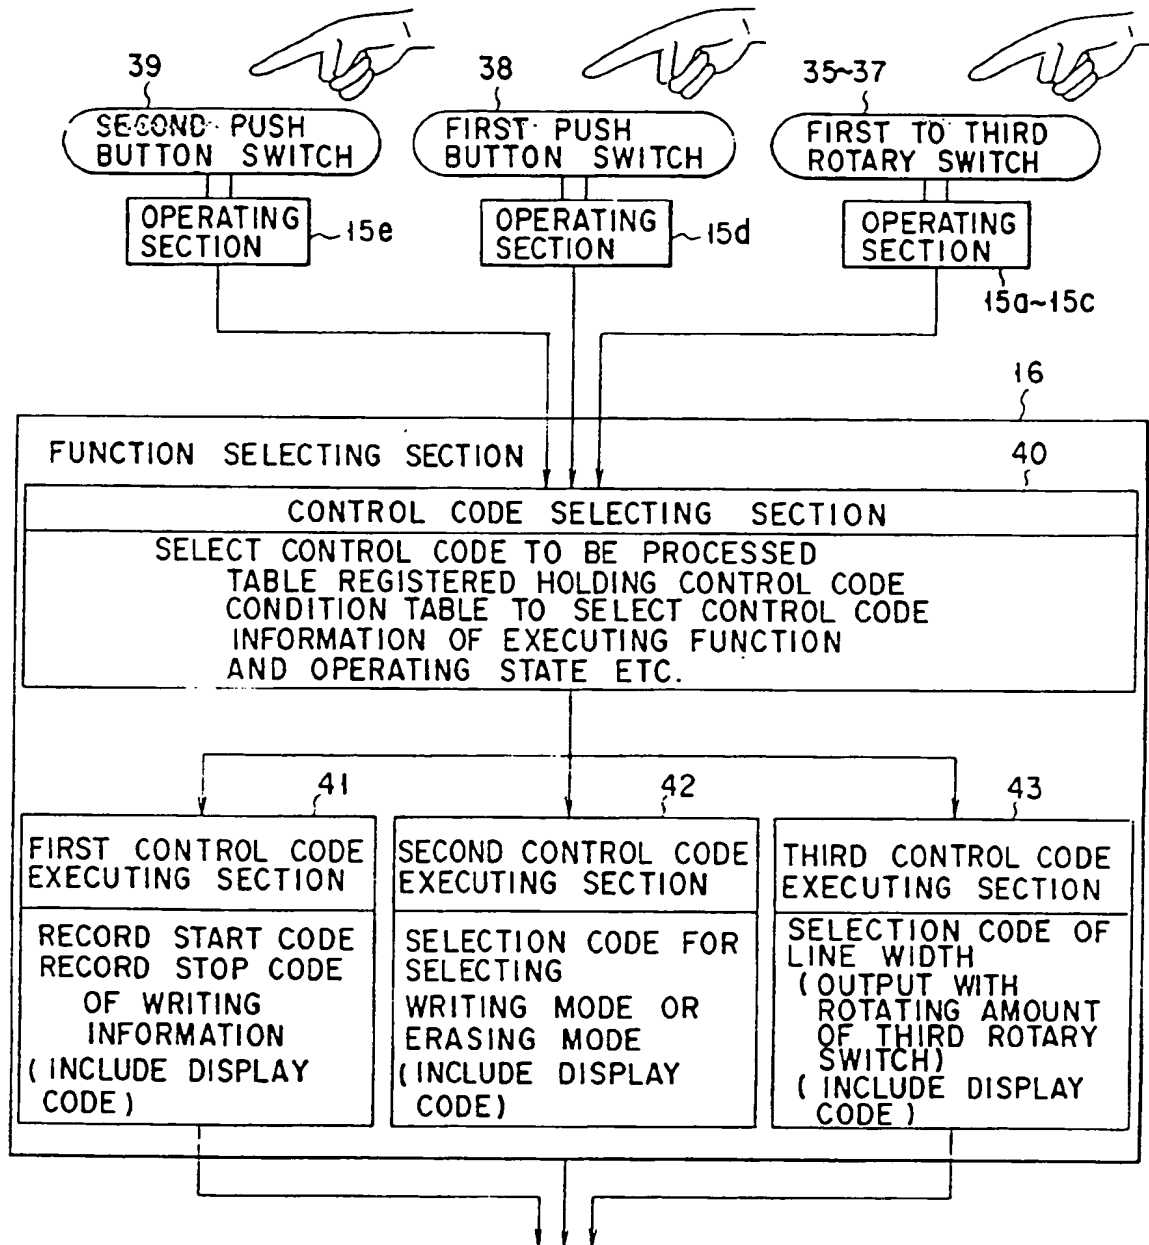 39
38
35~37
SECOND PUSH
BUTTON SWITCH
FIRST PUSH
BUTTON SWITCH
FIRST TO THIRD
ROTARY SWITCH
OPERATING
SECTION
15e
OPERATING
SECTION
15d
OPERATING
SECTION
15a~15c
16
FUNCTION SELECTING SECTION
40
CONTROL CODE SELECTING SECTION
SELECT CONTROL CODE TO BE PROCESSED
TABLE REGISTERED HOLDING CONTROL CODE
CONDITION TABLE TO SELECT CONTROL CODE
INFORMATION OF EXECUTING FUNCTION
AND OPERATING STATE ETC.
41
42
43
FIRST CONTROL CODE
EXECUTING SECTION
RECORD START CODE
RECORD STOP CODE
OF WRITING
INFORMATION
(INCLUDE DISPLAY
CODE)
SECOND CONTROL CODE
EXECUTING SECTION
SELECTION CODE FOR
SELECTING
WRITING MODE OR
ERASING MODE
(INCLUDE DISPLAY
CODE)
THIRD CONTROL CODE
EXECUTING SECTION
SELECTION CODE OF
LINE WIDTH
(OUTPUT WITH
ROTATING AMOUNT
OF THIRD ROTARY
SWITCH)
(INCLUDE DISPLAY
CODE)